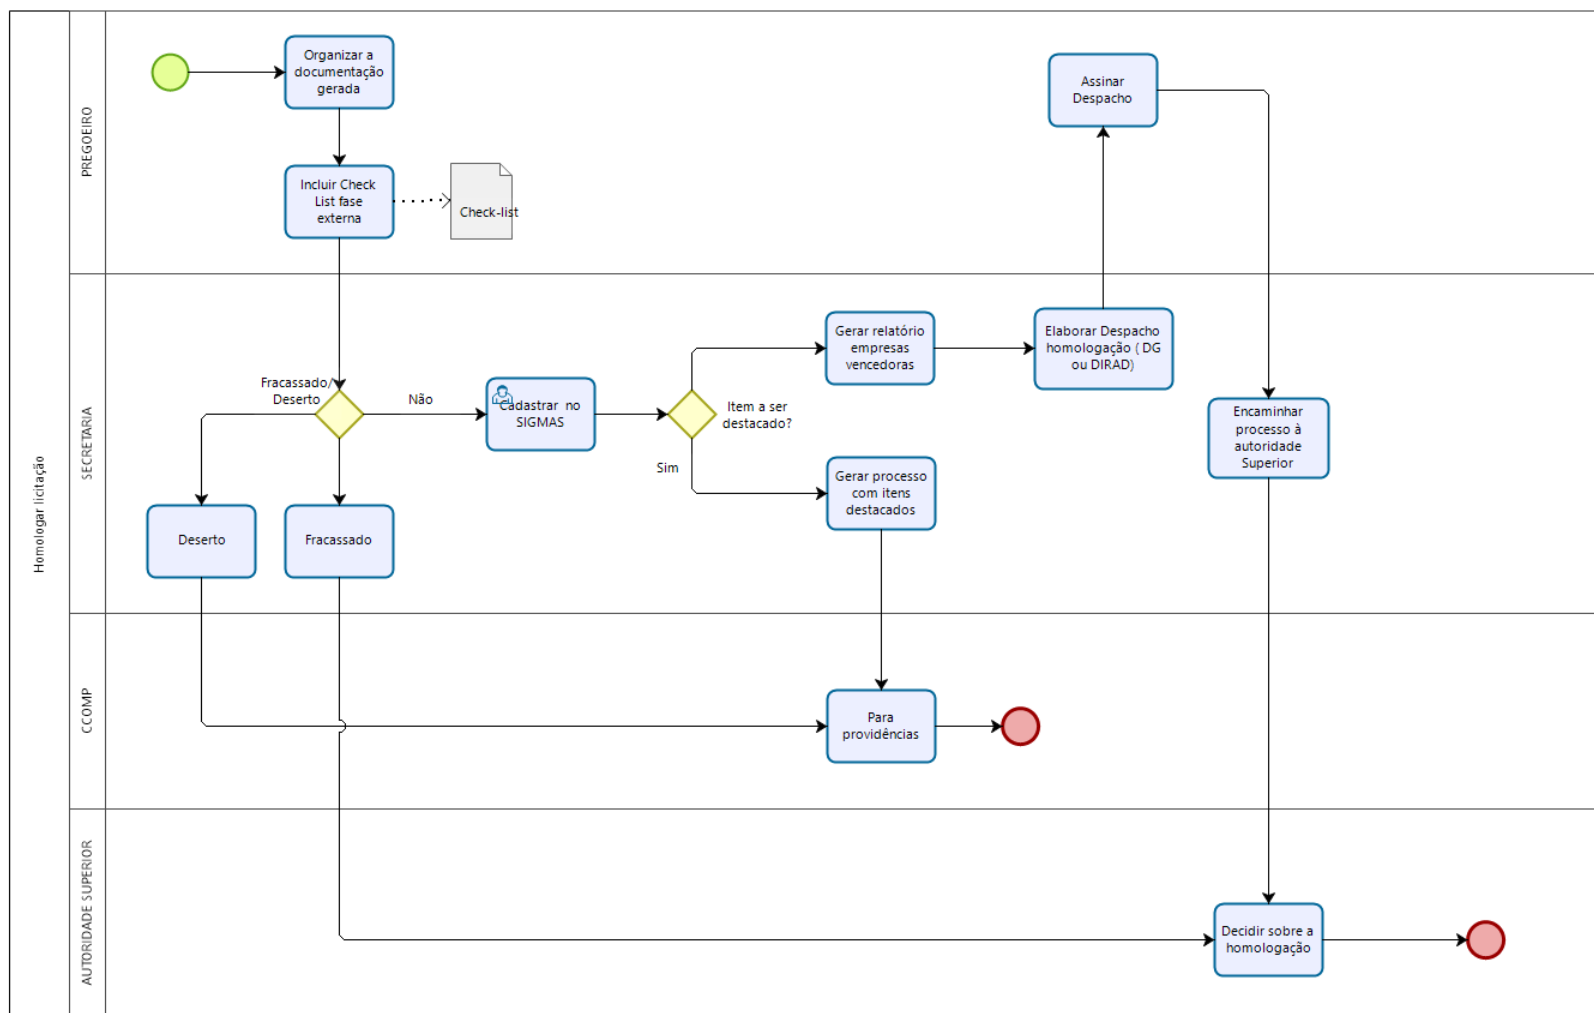 Homologar licitação
PREGOEIRO
Organizar a
documentação
gerada
Incluir Check
List fase
externa
Check-list
Assinar
Despacho
SECRETARIA
Fracassado/
Deserto
Não
Cadastrar no
SIGMAS
Item a ser
destacado?
Sim
Gerar relatório
empresas
vencedoras
Elaborar Despacho
homologação ( DG
ou DIRAD)
Encaminhar
processo à
autoridade
Superior
Gerar processo
com itens
destacados
Deserto
Fracassado
CCOMP
Para
providências
AUTORIDADE SUPERIOR
Decidir sobre a
homologação